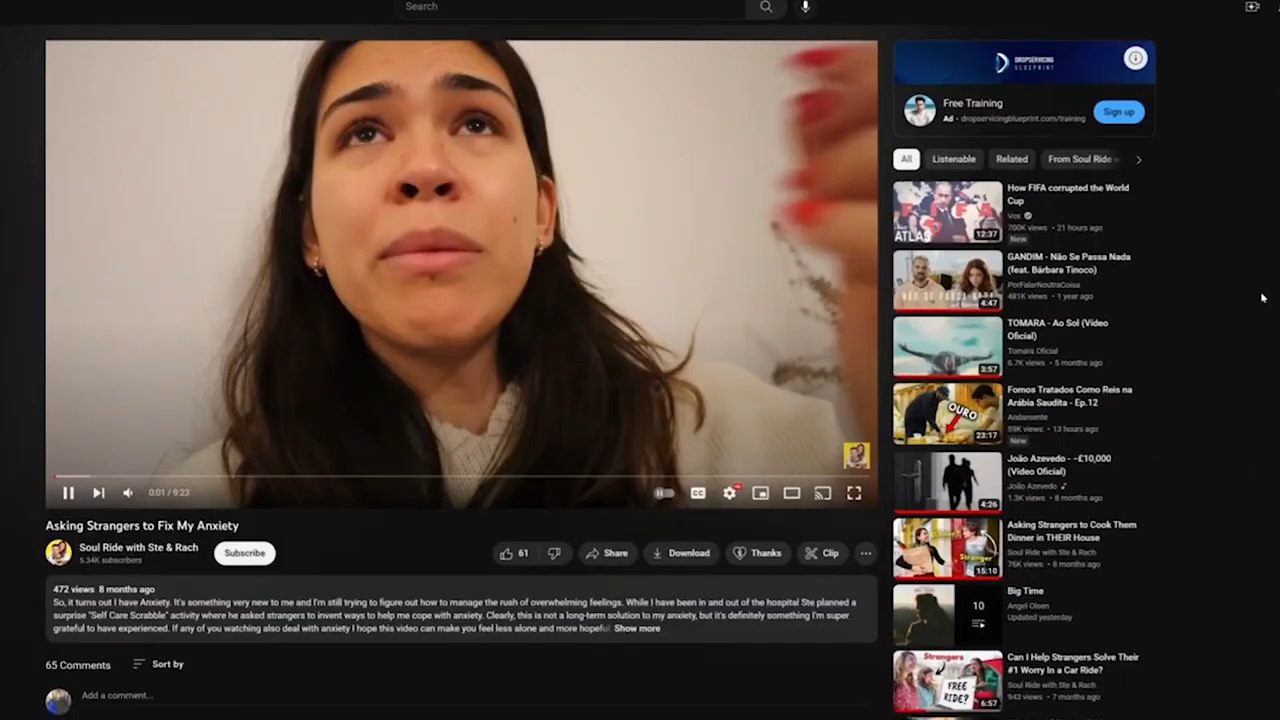 Search
DROPSERVICING
BLUEPRINT
Free Training
Ad • dropservicingblueprint.com/training
Sign up
All
Listenable
Related
From Soul Ride
How FIFA corrupted the World
Cup
Vox
700K views • 21 hours ago
New
FIFA
ATLAS
12:37
GANDIM - Não Se Passa Nada
(feat. Bárbara Tinoco)
PorFalarNoutraCoisa
481K views • 1 year ago
NÃO SE PASSA NADA
4:47
TOMARA - Ao Sol (Vídeo
Oficial)
Tomara Oficial
6.7K views • 5 months ago
3:57
Fomos Tratados Como Reis na
Arábia Saudita - Ep.12
Andamente
59K views • 13 hours ago
New
OURO
23:17
João Azevedo - −£10,000
(Vídeo Oficial)
João Azevedo
1.3K views • 8 months ago
4:26
Asking Strangers to Cook Them
Dinner in THEIR House
Soul Ride with Ste & Rach
76K views • 8 months ago
Stranger
15:10
Big Time
Angel Olsen
Updated yesterday
10
Can I Help Strangers Solve Their
#1 Worry In a Car Ride?
Soul Ride with Ste & Rach
943 views • 7 months ago
Strangers
FREE
RIDE?
6:57
0:01 / 9:23
CC
Asking Strangers to Fix My Anxiety
Soul Ride with Ste & Rach
5.34K subscribers
Subscribe
61
Share
Download
Thanks
Clip
472 views 8 months ago
So, it turns out I have Anxiety. It's something very new to me and I'm still trying to figure out how to manage the rush of overwhelming feelings. While I have been in and out of the hospital Ste planned a
surprise "Self Care Scrabble" activity where he asked strangers to invent ways to help me cope with anxiety. Clearly, this is not a long-term solution to my anxiety, but it's definitely something I'm super
grateful to have experienced. If any of you watching also deal with anxiety I hope this video can make you feel less alone and more hopeful Show more
65 Comments
Sort by
Add a comment...